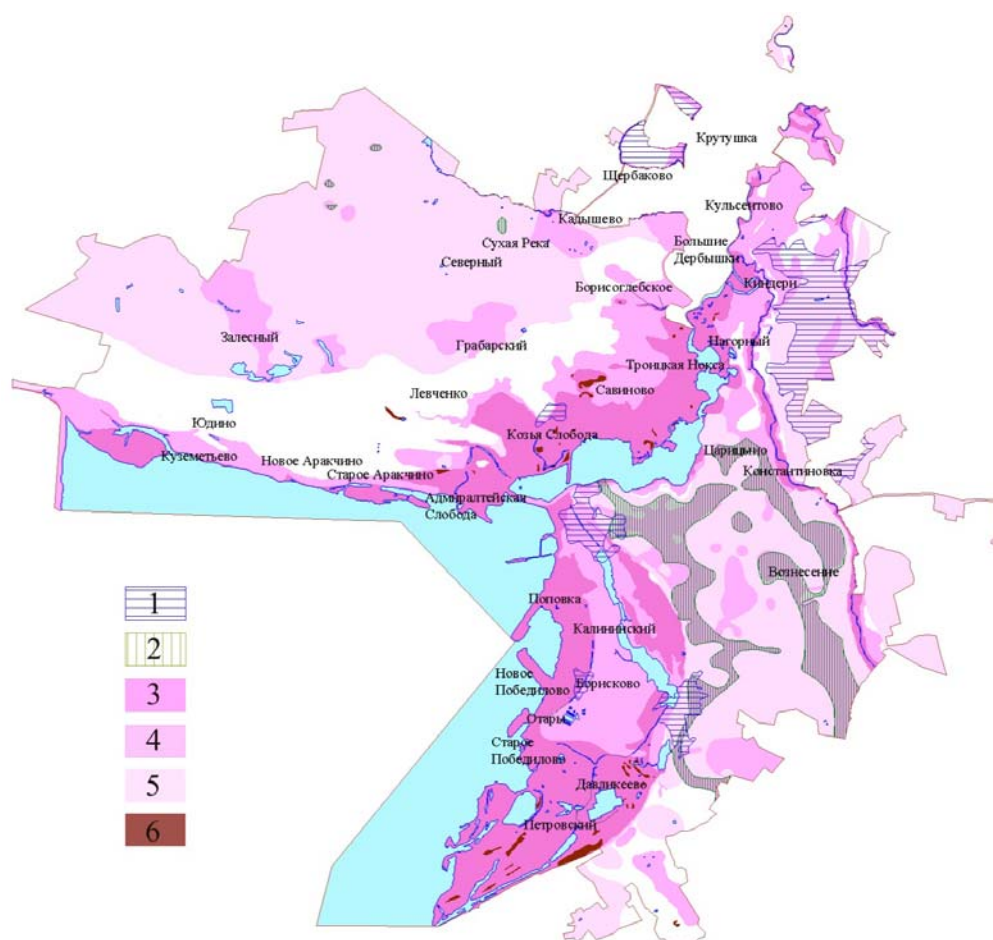 Крутушка
Щербаково
Кульсеитово
Кадышево
Большие
Дербышки
Сухая Река
Северный
Киндери
Борисоглебское
Залесный
Грабарский
Нагорный
Троицкая Нокса
Левченко
Савиново
Юдино
Козья Слобода
Царицыно
Куземетьево
Новое Аракчино
Старое Аракчино
Константиновка
Адмиралтейская
Слобода
Вознесение
1
Поповка
2
Калининский
3
Новое
Победилово
Борисково
Отары
4
Старое
Победилово
5
Давликеево
6
Петровский